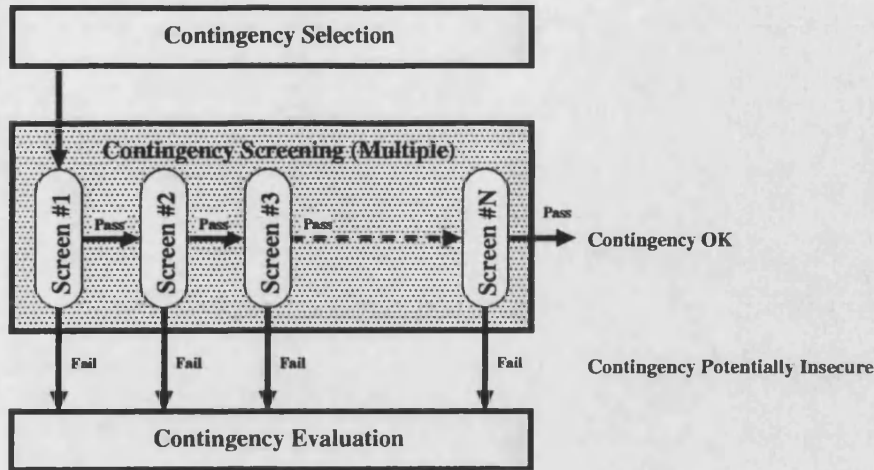 Contingency Selection
Contingency Screening (Multiple)
Screen #1
Pass
Screen #2
Pass
Screen #3
Pass
Screen #N
Pass
Contingency OK
Fail
Fail
Fail
Fail
Contingency Potentially Insecure
Contingency Evaluation